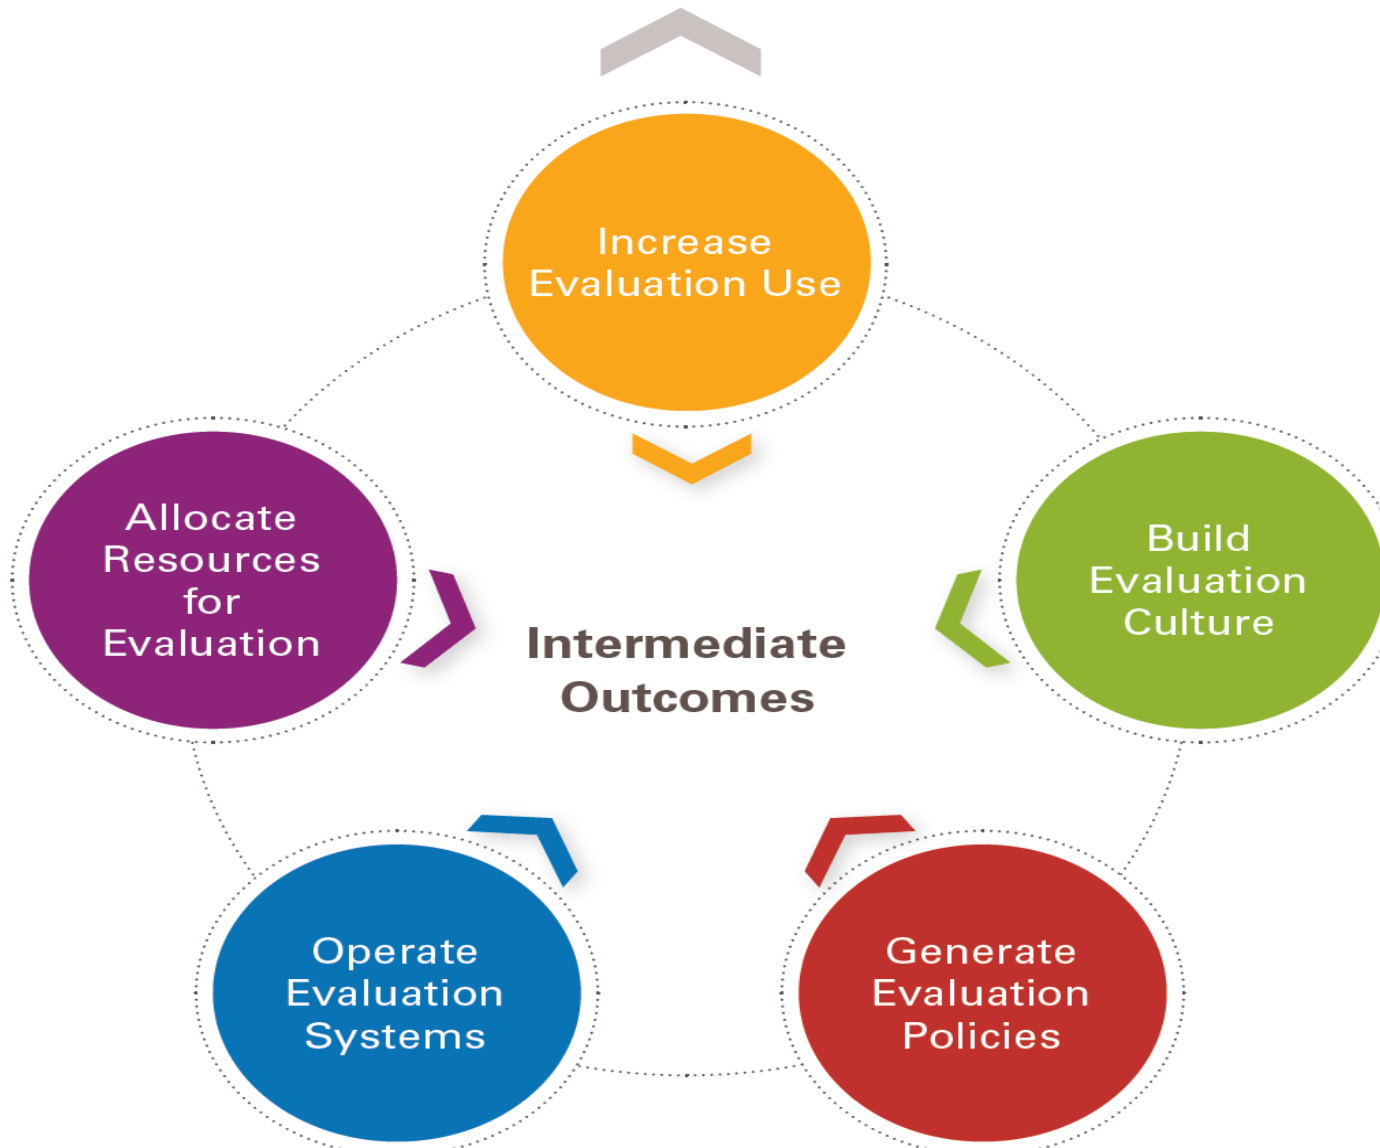 Increase
Evaluation Use
Allocate
Resources
for
Evaluation
Build
Evaluation
Culture
Intermediate
Outcomes
Operate
Evaluation
Systems
Generate
Evaluation
Policies